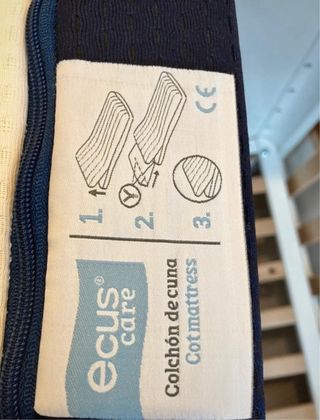 ecus®
care
Colchón de cuna
Cot mattress
1.
2.
3.
CE